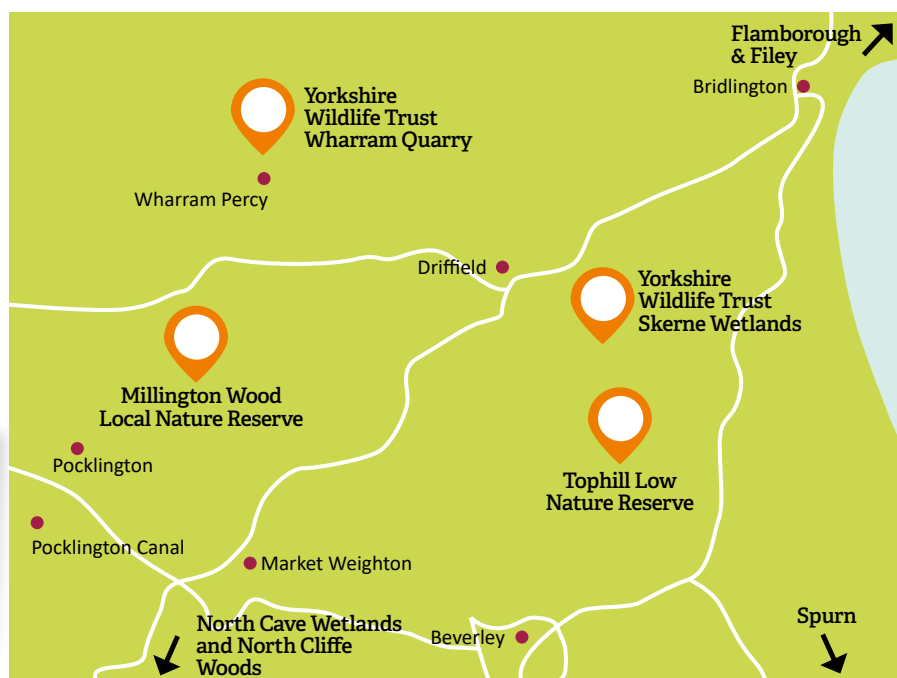 Flamborough
& Filey
Bridlington
Yorkshire
Wildlife Trust
Wharram Quarry
Wharram Percy
Driffield
Yorkshire
Wildlife Trust
Skerne Wetlands
Millington Wood
Local Nature Reserve
Pocklington
Tophill Low
Nature Reserve
Pocklington Canal
Market Weighton
North Cave Wetlands
and North Cliffe
Woods
Beverley
Spurn